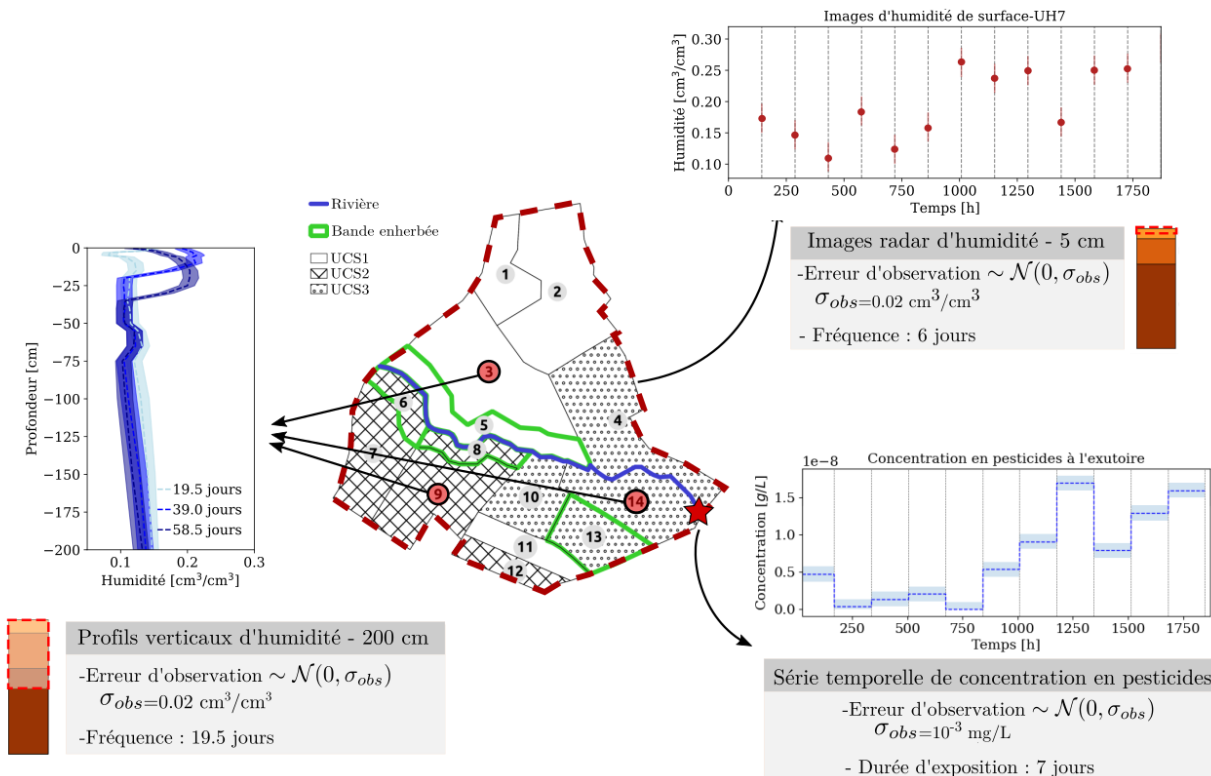 Images d'humidité de surface-UH7
Humidité [cm³/cm³]
0.30
0.25
0.20
0.15
0.10
0 250 500 750 1000 1250 1500 1750
Temps [h]
Images radar d'humidité - 5 cm
-Erreur d'observation ∼ 𝒩(0, σobs)
σobs=0.02 cm³/cm³
- Fréquence : 6 jours
Rivière
Bande enherbée
UCS1
UCS2
UCS3
1
2
3
4
5
6
7
8
9
10
11
12
13
14
Profondeur [cm]
0
−25
−50
−75
−100
−125
−150
−175
−200
19.5 jours
39.0 jours
58.5 jours
0.1 0.2 0.3
Humidité [cm³/cm³]
Profils verticaux d'humidité - 200 cm
-Erreur d'observation ∼ 𝒩(0, σobs)
σobs=0.02 cm³/cm³
-Fréquence : 19.5 jours
1e−8
Concentration en pesticides à l'exutoire
Concentration [g/L]
1.5
1.0
0.5
0.0
250 500 750 1000 1250 1500 1750
Temps [h]
Série temporelle de concentration en pesticides
-Erreur d'observation ∼ 𝒩(0, σobs)
σobs=10⁻³ mg/L
- Durée d'exposition : 7 jours